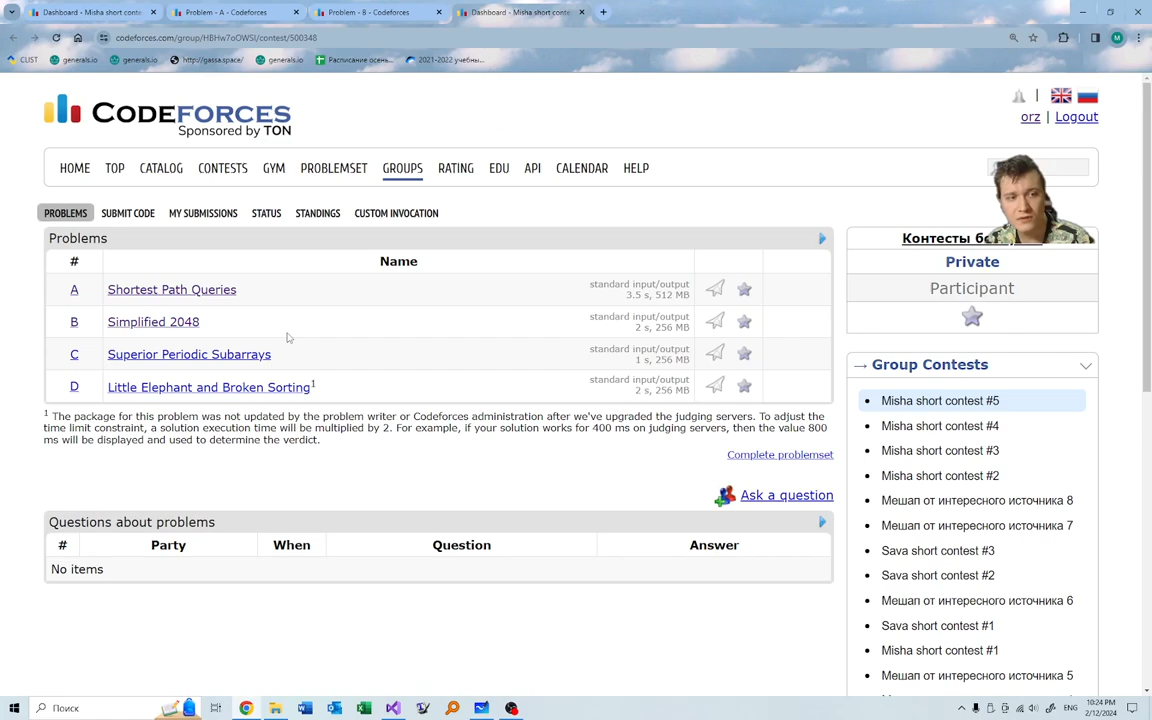 Dashboard - Misha short conte
Problem - A - Codeforces
Problem - B - Codeforces
Dashboard - Misha short conte
codeforces.com/group/HBHw7oOWSI/contest/500348
CLIST
generals.io
generals.io
http://gassa.space/
generals.io
Расписание осень...
2021-2022 учебны...
CODEFORCES
Sponsored by TON
orz | Logout
HOME TOP CATALOG CONTESTS GYM PROBLEMSET GROUPS RATING EDU API CALENDAR HELP
PROBLEMS SUBMIT CODE MY SUBMISSIONS STATUS STANDINGS CUSTOM INVOCATION
Problems
# Name
A Shortest Path Queries standard input/output
3.5 s, 512 MB
B Simplified 2048 standard input/output
2 s, 256 MB
C Superior Periodic Subarrays standard input/output
1 s, 256 MB
D Little Elephant and Broken Sorting1 standard input/output
2 s, 256 MB
1 The package for this problem was not updated by the problem writer or Codeforces administration after we've upgraded the judging servers. To adjust the
time limit constraint, a solution execution time will be multiplied by 2. For example, if your solution works for 400 ms on judging servers, then the value 800
ms will be displayed and used to determine the verdict.
Complete problemset
Ask a question
Questions about problems
# Party When Question Answer
No items
Контесты
Private
Participant
→ Group Contests
Misha short contest #5
Misha short contest #4
Misha short contest #3
Misha short contest #2
Мешап от интересного источника 8
Мешап от интересного источника 7
Sava short contest #3
Sava short contest #2
Мешап от интересного источника 6
Sava short contest #1
Misha short contest #1
Мешап от интересного источника 5
Поиск
ENG
10:24 PM
2/12/2024